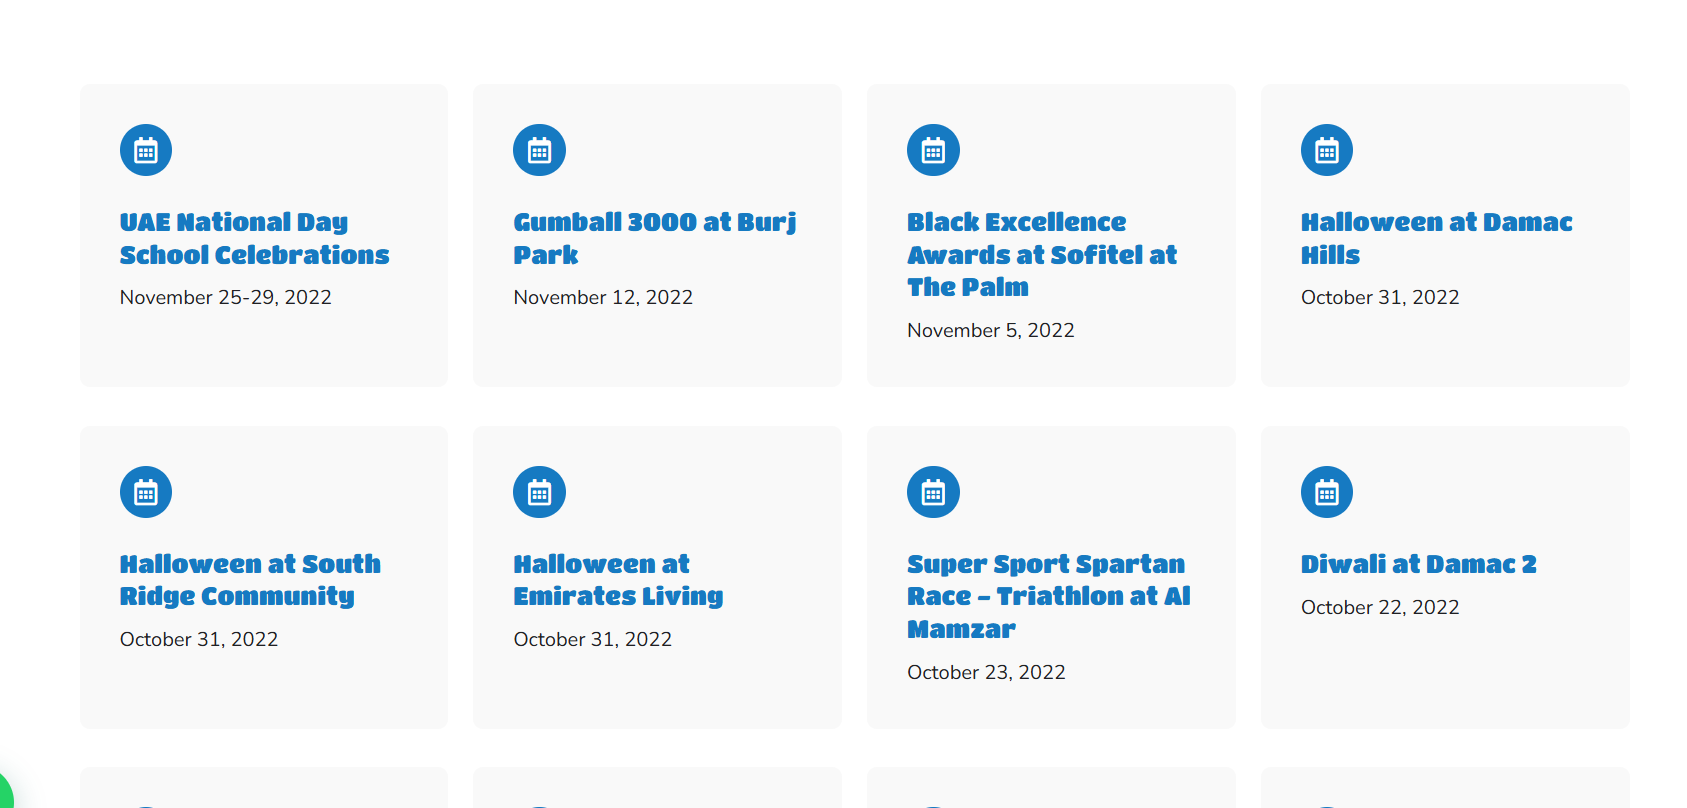 UAE National Day
School Celebrations
November 25-29, 2022
Gumball 3000 at Burj
Park
November 12, 2022
Black Excellence
Awards at Sofitel at
The Palm
November 5, 2022
Halloween at Damac
Hills
October 31, 2022
Halloween at South
Ridge Community
October 31, 2022
Halloween at
Emirates Living
October 31, 2022
Super Sport Spartan
Race – Triathlon at Al
Mamzar
October 23, 2022
Diwali at Damac 2
October 22, 2022